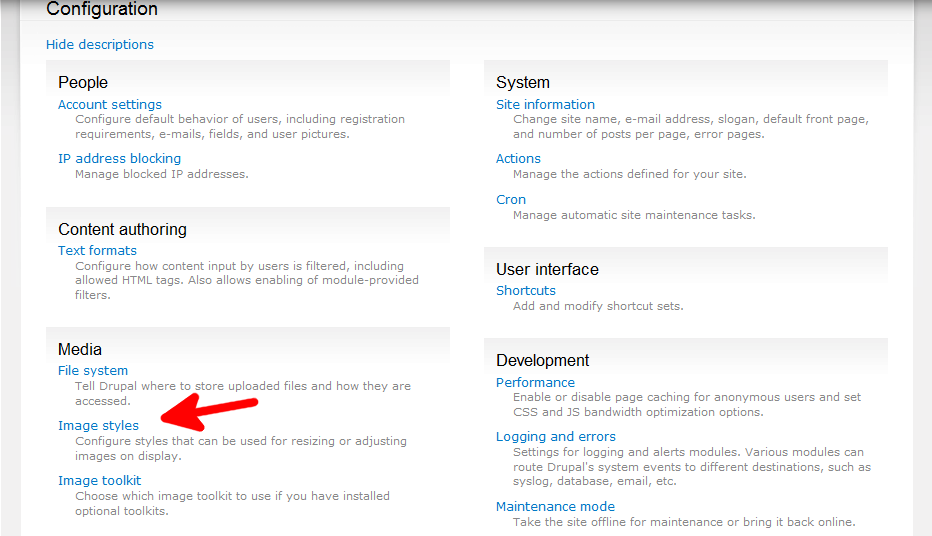 Configuration
Hide descriptions
People
Account settings
Configure default behavior of users, including registration
requirements, e-mails, fields, and user pictures.
IP address blocking
Manage blocked IP addresses.
Content authoring
Text formats
Configure how content input by users is filtered, including
allowed HTML tags. Also allows enabling of module-provided
filters.
Media
File system
Tell Drupal where to store uploaded files and how they are
accessed.
Image styles
Configure styles that can be used for resizing or adjusting
images on display.
Image toolkit
Choose which image toolkit to use if you have installed
optional toolkits.
System
Site information
Change site name, e-mail address, slogan, default front page,
and number of posts per page, error pages.
Actions
Manage the actions defined for your site.
Cron
Manage automatic site maintenance tasks.
User interface
Shortcuts
Add and modify shortcut sets.
Development
Performance
Enable or disable page caching for anonymous users and set
CSS and JS bandwidth optimization options.
Logging and errors
Settings for logging and alerts modules. Various modules can
route Drupal's system events to different destinations, such as
syslog, database, email, etc.
Maintenance mode
Take the site offline for maintenance or bring it back online.